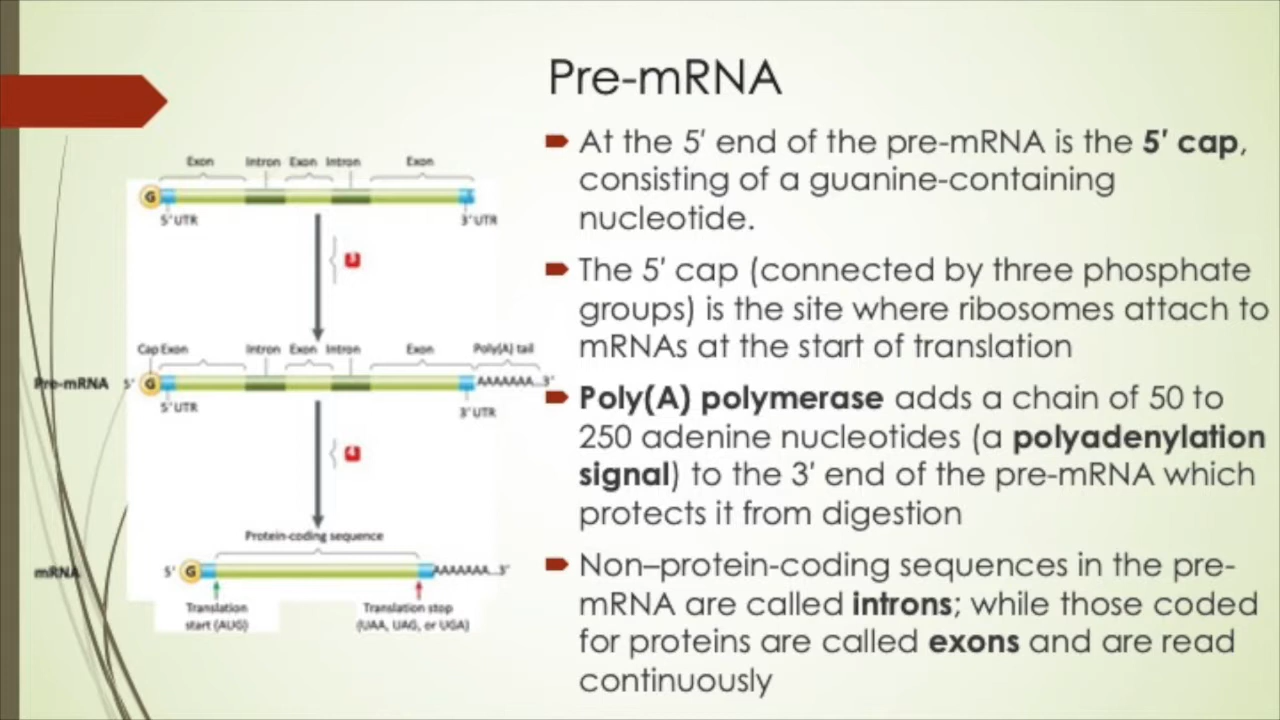 Pre-mRNA
At the 5′ end of the pre-mRNA is the 5′ cap,
consisting of a guanine-containing
nucleotide.
The 5′ cap (connected by three phosphate
groups) is the site where ribosomes attach to
mRNAs at the start of translation
Poly(A) polymerase adds a chain of 50 to
250 adenine nucleotides (a polyadenylation
signal) to the 3′ end of the pre-mRNA which
protects it from digestion
Non–protein-coding sequences in the pre-
mRNA are called introns; while those coded
for proteins are called exons and are read
continuously
Exon Intron Exon Intron Exon
G
5′ UTR 3′ UTR
3
Cap Exon Intron Exon Intron Exon Poly(A) tail
Pre-mRNA 5′ G AAAAAAA...3′
5′ UTR 3′ UTR
4
Protein-coding sequence
mRNA 5′ G AAAAAAA...3′
Translation Translation stop
start (AUG) (UAA, UAG, or UGA)